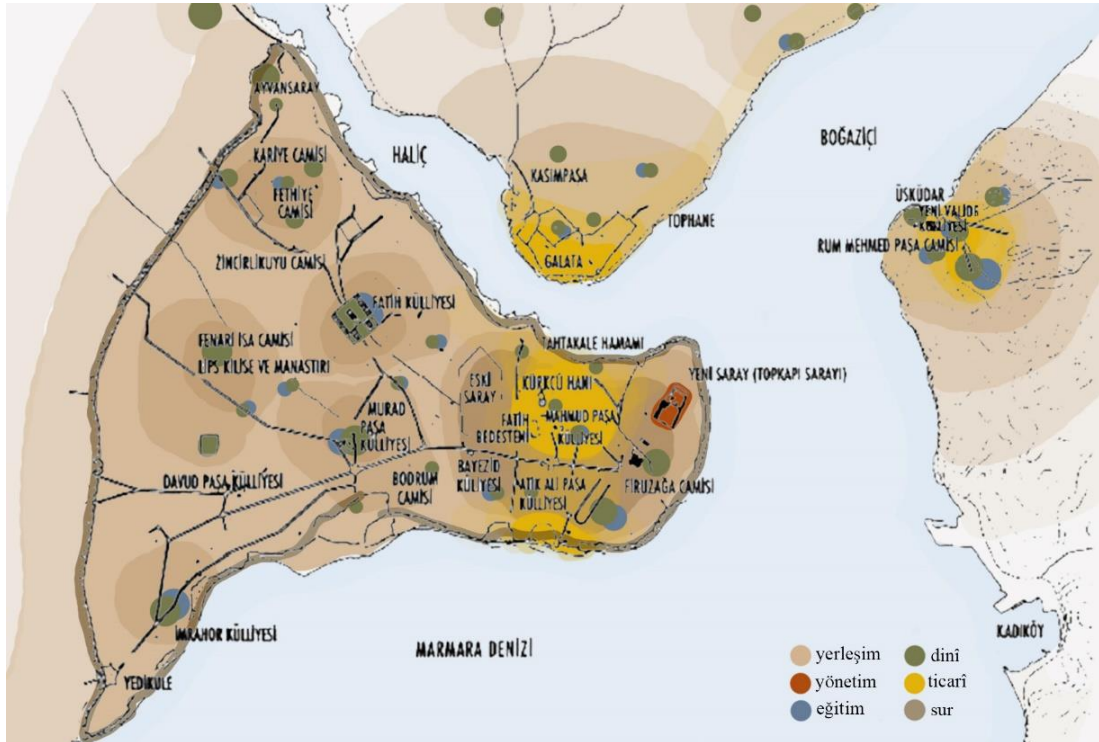 AYVANSARAY
KARİYE CAMİSİ
HALİÇ
BOĞAZİÇİ
KASIMPAŞA
FETHİYE
CAMİSİ
ÜSKÜDAR
YENİ VALİDE
KÜLLİYESİ
TOPHANE
RUM MEHMED PAŞA CAMİSİ
ZİNCİRLİKUYU CAMİSİ
GALATA
FATİH KÜLLİYESİ
FENARİ İSA CAMİSİ
LİPS KİLİSE VE MANASTIRI
AHTAKALE HAMAMI
ESKİ
SARAY
KÜRKCÜ HANI
YENİ SARAY (TOPKAPI SARAYI)
MURAD
PAŞA
KÜLLİYESİ
FATİH
BEDESTENİ
MAHMUD PAŞA
KÜLLİYESİ
DAVUD PAŞA KÜLLİYESİ
BODRUM
CAMİSİ
BAYEZİD
KÜLİYESİ
ATİK ALİ PAŞA
KÜLLİYESİ
FİRUZAĞA CAMİSİ
İMRAHOR KÜLLİYESİ
MARMARA DENİZİ
KADIKÖY
YEDİKULE
yerleşim
dinî
yönetim
ticarî
eğitim
sur